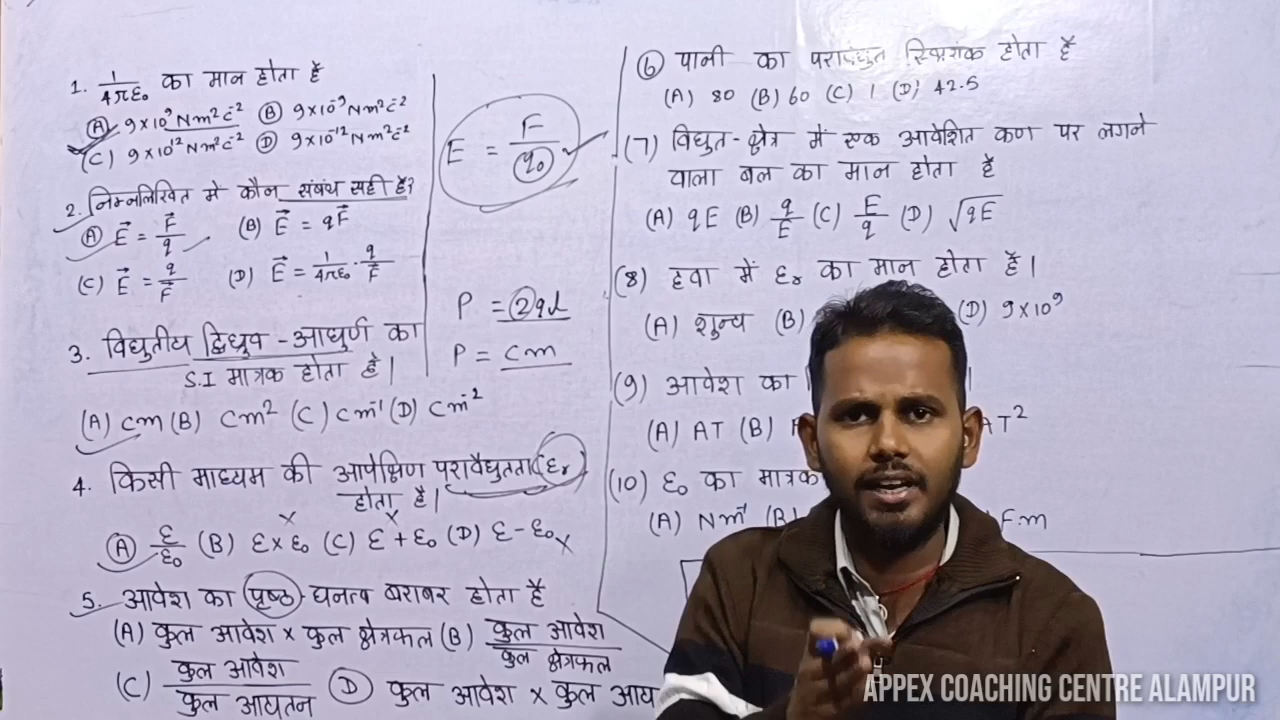 1. 1/4πε₀ का मान होता है
(A) 9×10⁹ Nm²c⁻² (B) 9×10⁻⁹ Nm²c⁻²
(C) 9×10¹² Nm²c⁻² (D) 9×10⁻¹² Nm²c⁻²
2. निम्नलिखित मे कौन संबंध सही है?
(A) E⃗ = F⃗/q (B) E⃗ = qF⃗
(C) E⃗ = q/F⃗ (D) E⃗ = 1/4πε₀ · q/F⃗
3. विधुतीय द्विध्रुव - आधुर्ण का
S.I मात्रक होता है।
(A) cm (B) cm² (C) cm⁻¹ (D) cm⁻²
4. किसी माध्यम की आपेक्षिण परावैधुतता (εᵣ)
होता है।
(A) ε/ε₀ (B) ε×ε₀ (C) ε+ε₀ (D) ε-ε₀
5. आवेश का पृष्ठ घनत्व बराबर होता है
(A) कुल आवेश × कुल क्षेत्रफल (B) कुल आवेश/कुल क्षेत्रफल
(C) कुल आवेश/कुल आयतन (D) कुल आवेश × कुल आय
E = F/q₀
P = 2ql
P = cm
(6) पानी का होता है
(A) 80 (B) 60 (C) 1 (D) 42.5
(7) विधुत - क्षेत्र में एक आवेशित कण पर लगने
वाला बल का मान होता है
(A) qE (B) q/E (C) E/q (D) √qE
(8) हवा में εᵣ का मान होता है।
(A) शुन्य (B) (D) 9×10⁹
(9) आवेश का
(A) AT (B) AT²
(10) ε₀ का मात्रक
(A) Nm⁻¹ (B) F.m
APPEX COACHING CENTRE ALAMPUR